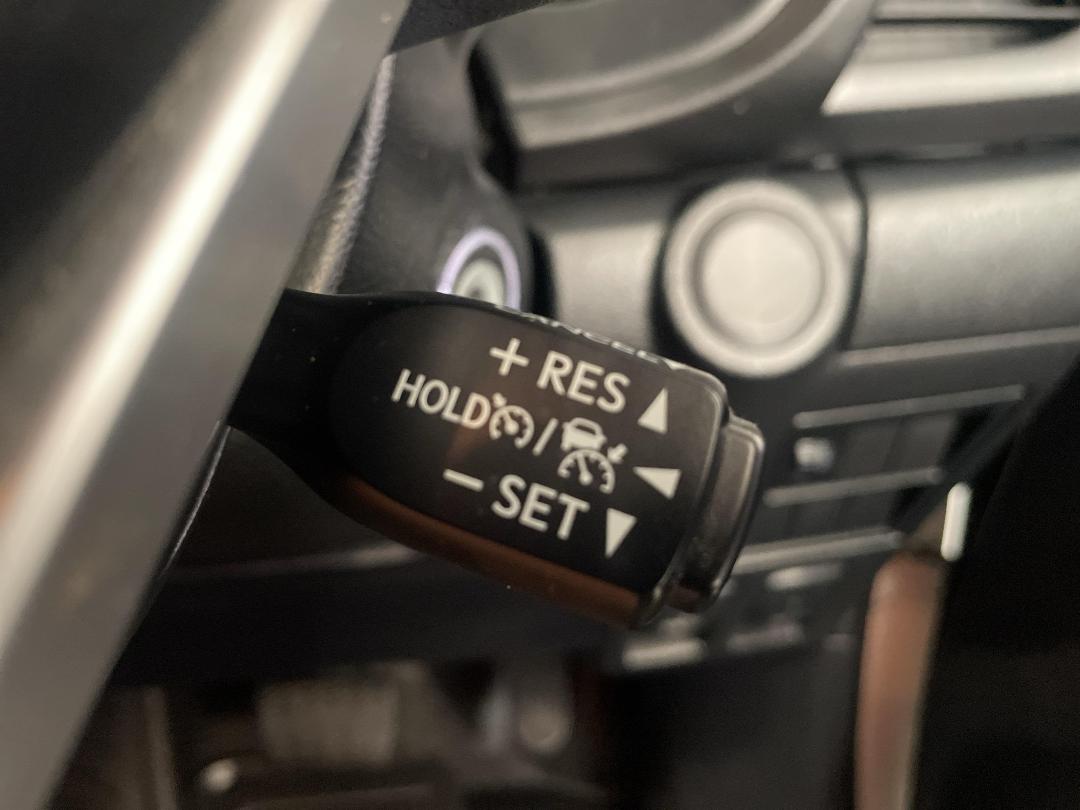 + RES
HOLD /
− SET